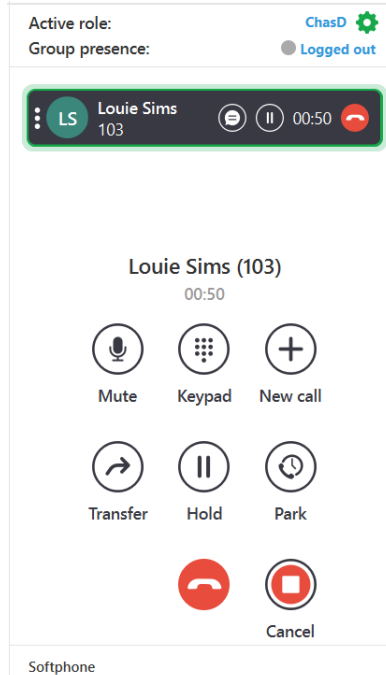 Active role: ChasD
Group presence: Logged out
LS Louie Sims 00:50
103
Louie Sims (103)
00:50
Mute Keypad New call
Transfer Hold Park
Cancel
Softphone